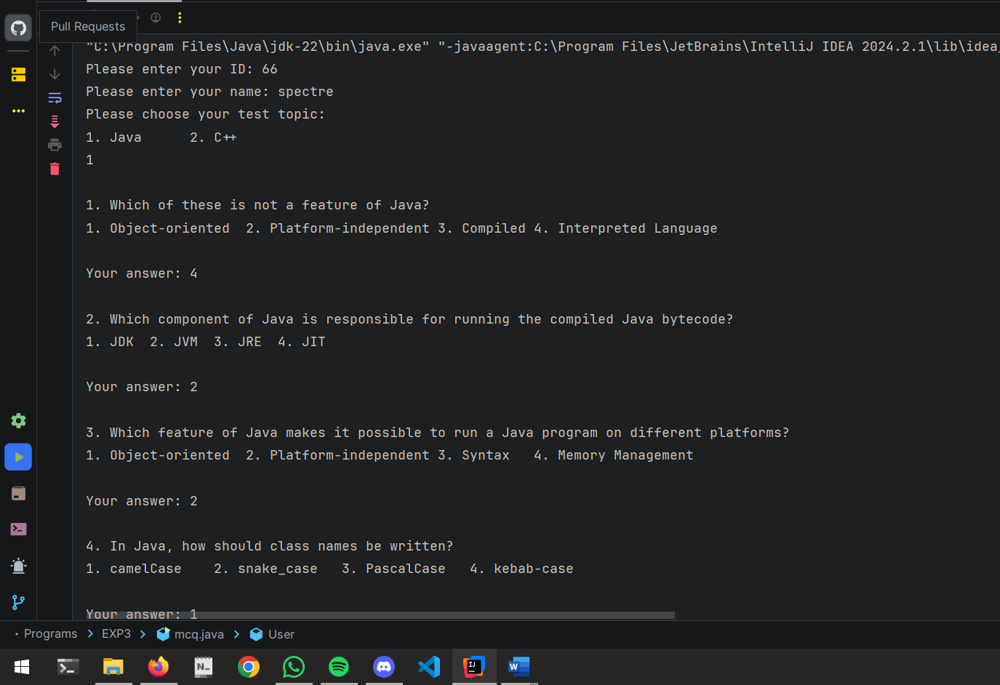 Pull Requests
"C:\Program Files\Java\jdk-22\bin\java.exe" "-javaagent:C:\Program Files\JetBrains\IntelliJ IDEA 2024.2.1\lib\idea_
Please enter your ID: 66
Please enter your name: spectre
Please choose your test topic:
1. Java 2. C++
1
1. Which of these is not a feature of Java?
1. Object-oriented 2. Platform-independent 3. Compiled 4. Interpreted Language
Your answer: 4
2. Which component of Java is responsible for running the compiled Java bytecode?
1. JDK 2. JVM 3. JRE 4. JIT
Your answer: 2
3. Which feature of Java makes it possible to run a Java program on different platforms?
1. Object-oriented 2. Platform-independent 3. Syntax 4. Memory Management
Your answer: 2
4. In Java, how should class names be written?
1. camelCase 2. snake_case 3. PascalCase 4. kebab-case
Your answer: 1
Programs > EXP3 > mcq.java > User
N_ IJ W